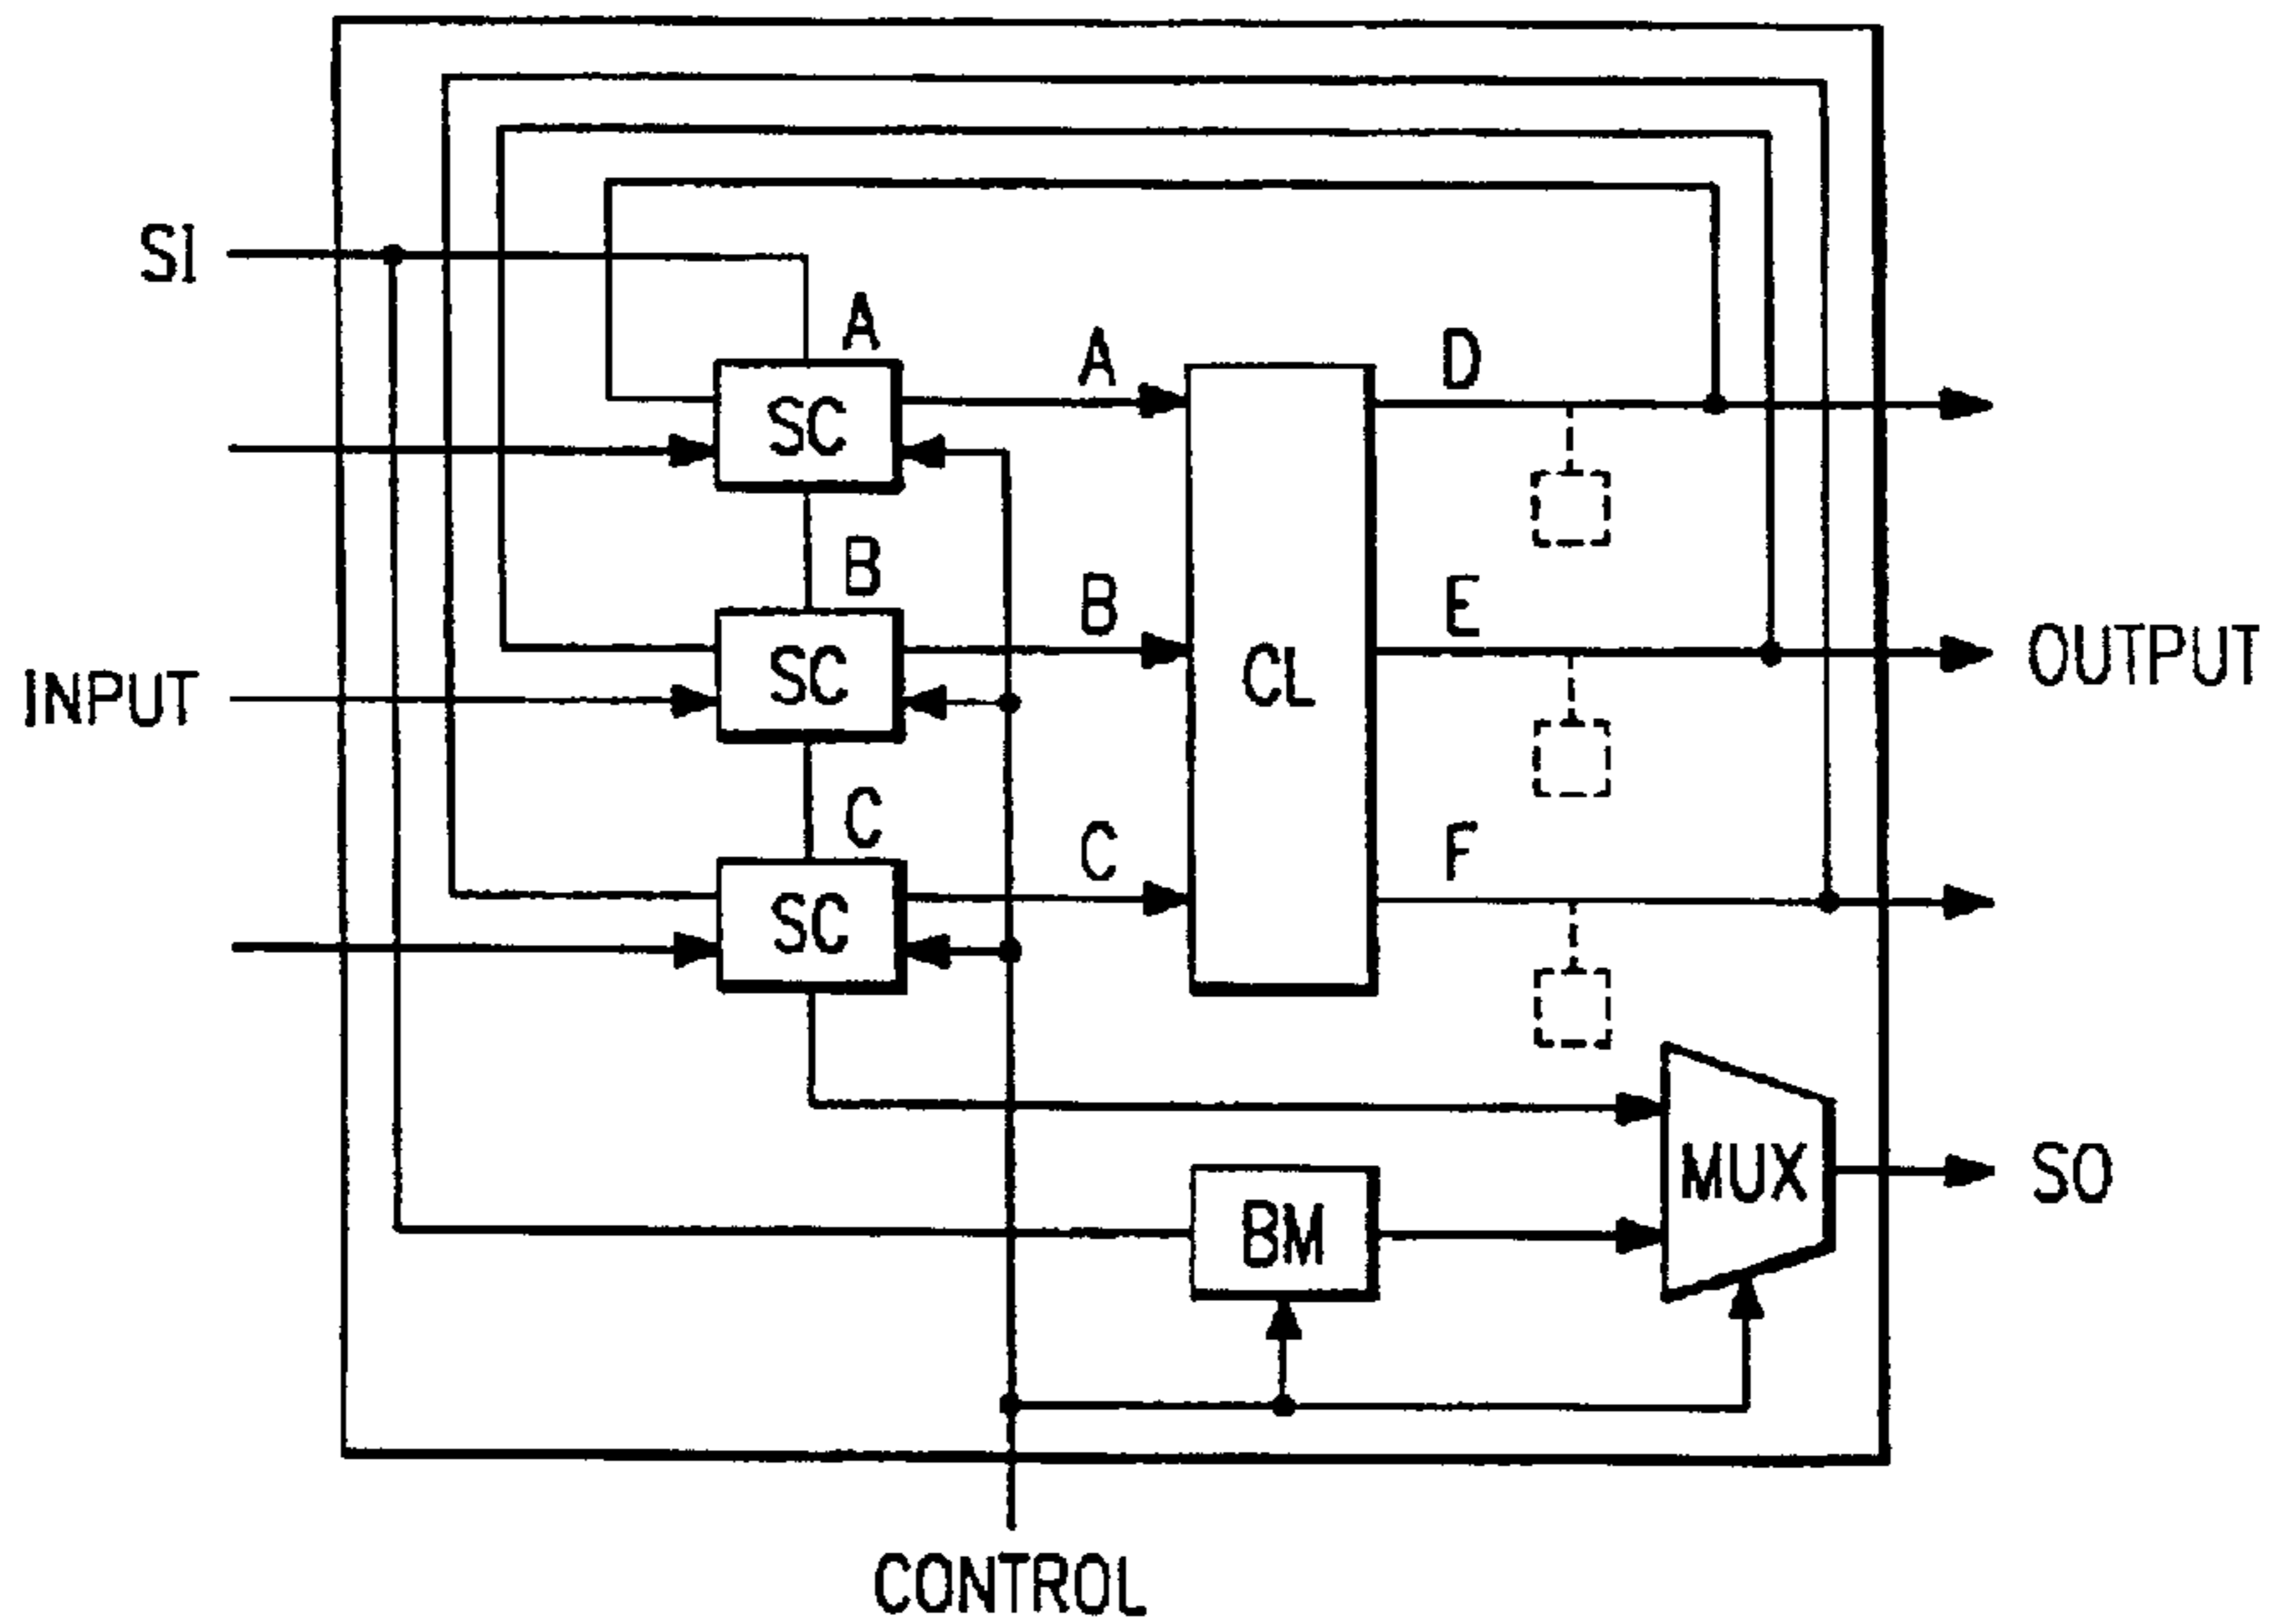 SI
A
A
D
SC
B
B
E
SC
CL
OUTPUT
INPUT
C
C
F
SC
MUX
SO
BM
CONTROL